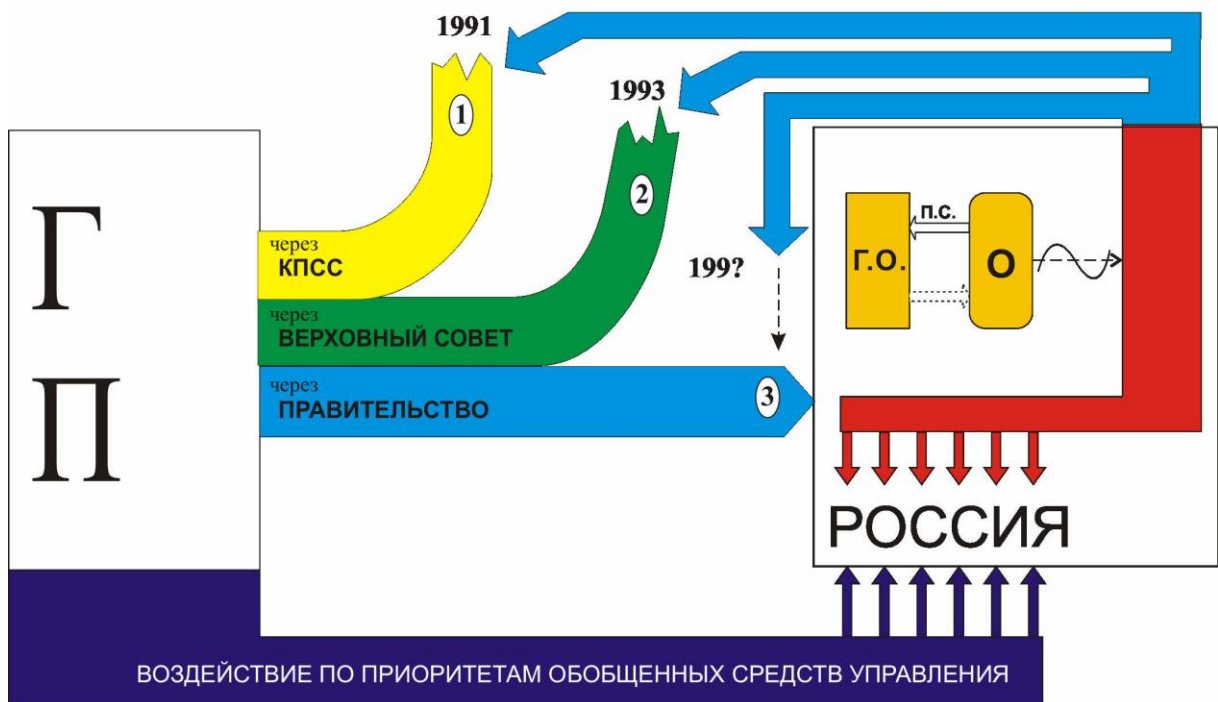 1991
1
1993
2
Г
П
через
КПСС
через
ВЕРХОВНЫЙ СОВЕТ
через
ПРАВИТЕЛЬСТВО
3
199?
Г.О.
п.с.
О
РОССИЯ
ВОЗДЕЙСТВИЕ ПО ПРИОРИТЕТАМ ОБОБЩЕННЫХ СРЕДСТВ УПРАВЛЕНИЯ